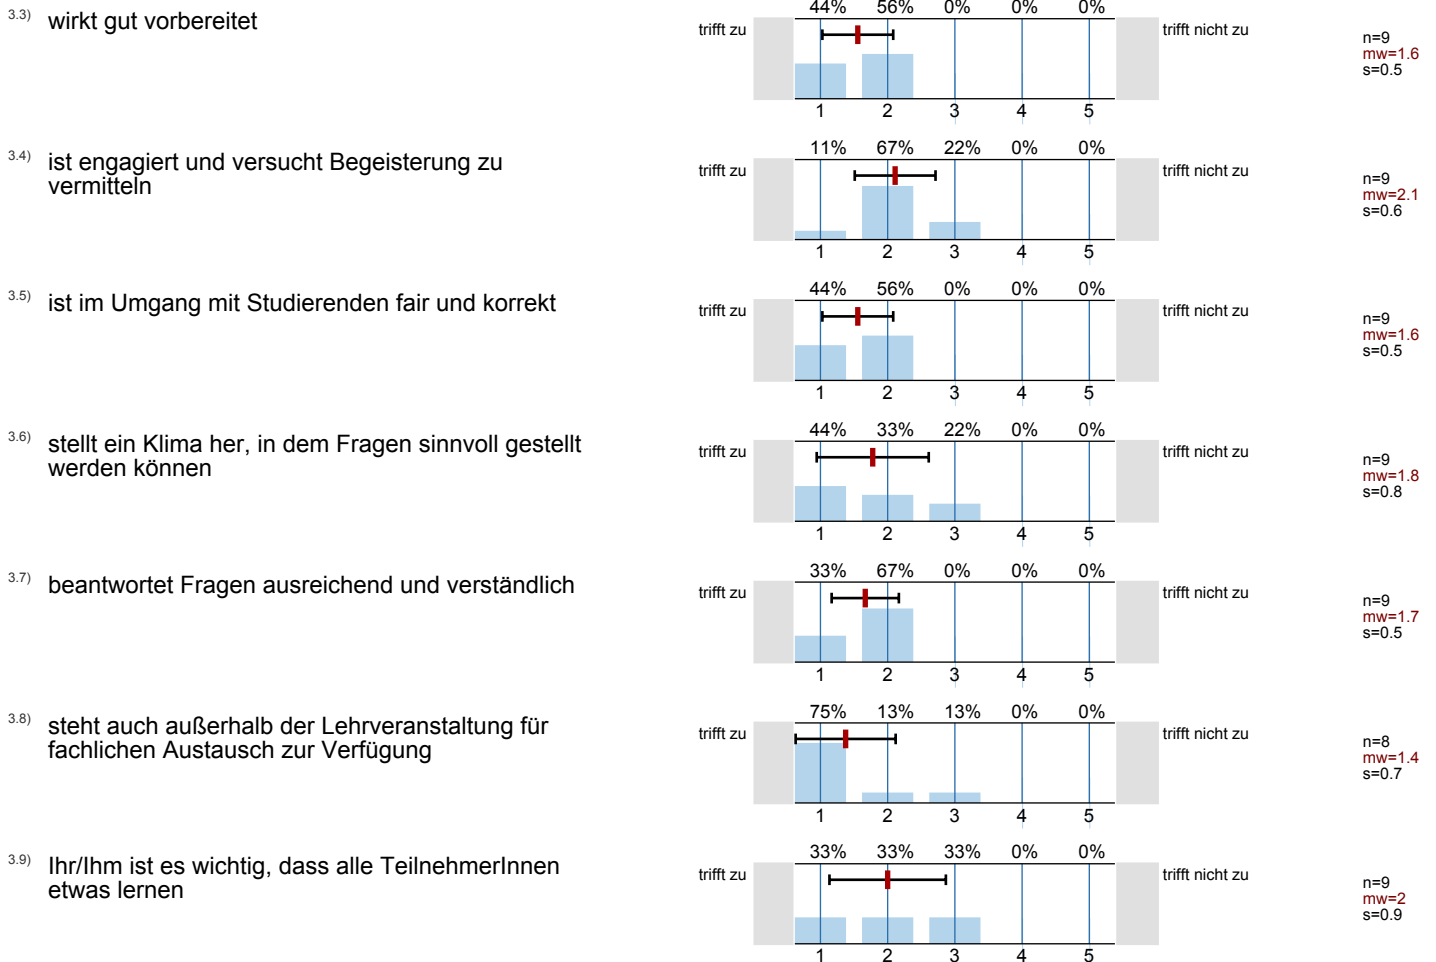 44% 56% 0% 0% 0%
3.3) wirkt gut vorbereitet
trifft zu trifft nicht zu
n=9
mw=1.6
s=0.5
1 2 3 4 5
3.4) ist engagiert und versucht Begeisterung zu
vermitteln
11% 67% 22% 0% 0%
trifft zu trifft nicht zu
n=9
mw=2.1
s=0.6
1 2 3 4 5
3.5) ist im Umgang mit Studierenden fair und korrekt
44% 56% 0% 0% 0%
trifft zu trifft nicht zu
n=9
mw=1.6
s=0.5
1 2 3 4 5
3.6) stellt ein Klima her, in dem Fragen sinnvoll gestellt
werden können
44% 33% 22% 0% 0%
trifft zu trifft nicht zu
n=9
mw=1.8
s=0.8
1 2 3 4 5
3.7) beantwortet Fragen ausreichend und verständlich
33% 67% 0% 0% 0%
trifft zu trifft nicht zu
n=9
mw=1.7
s=0.5
1 2 3 4 5
3.8) steht auch außerhalb der Lehrveranstaltung für
fachlichen Austausch zur Verfügung
75% 13% 13% 0% 0%
trifft zu trifft nicht zu
n=8
mw=1.4
s=0.7
1 2 3 4 5
3.9) Ihr/Ihm ist es wichtig, dass alle TeilnehmerInnen
etwas lernen
33% 33% 33% 0% 0%
trifft zu trifft nicht zu
n=9
mw=2
s=0.9
1 2 3 4 5